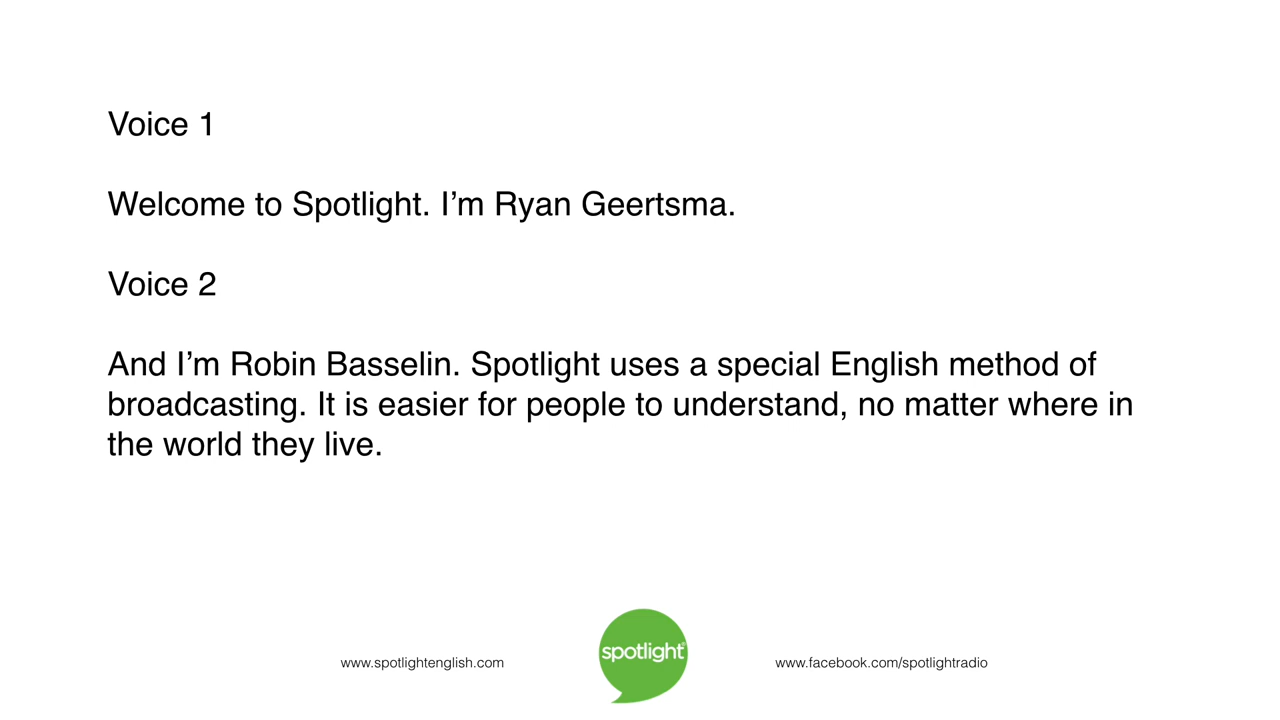 Voice 1
Welcome to Spotlight. I’m Ryan Geertsma.
Voice 2
And I’m Robin Basselin. Spotlight uses a special English method of
broadcasting. It is easier for people to understand, no matter where in
the world they live.
www.spotlightenglish.com
spotlight®
www.facebook.com/spotlightradio